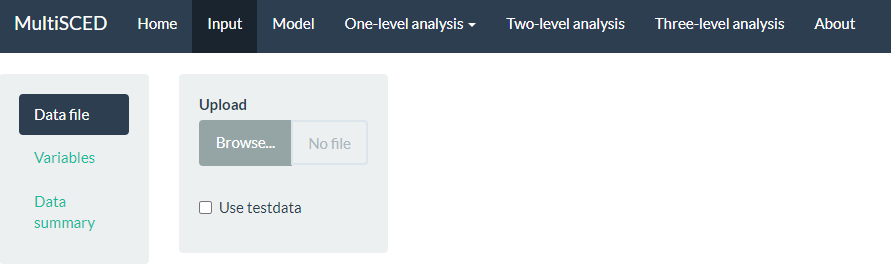 MultiSCED Home Input Model One-level analysis Two-level analysis Three-level analysis About
Data file
Variables
Data
summary
Upload
Browse... No file
Use testdata